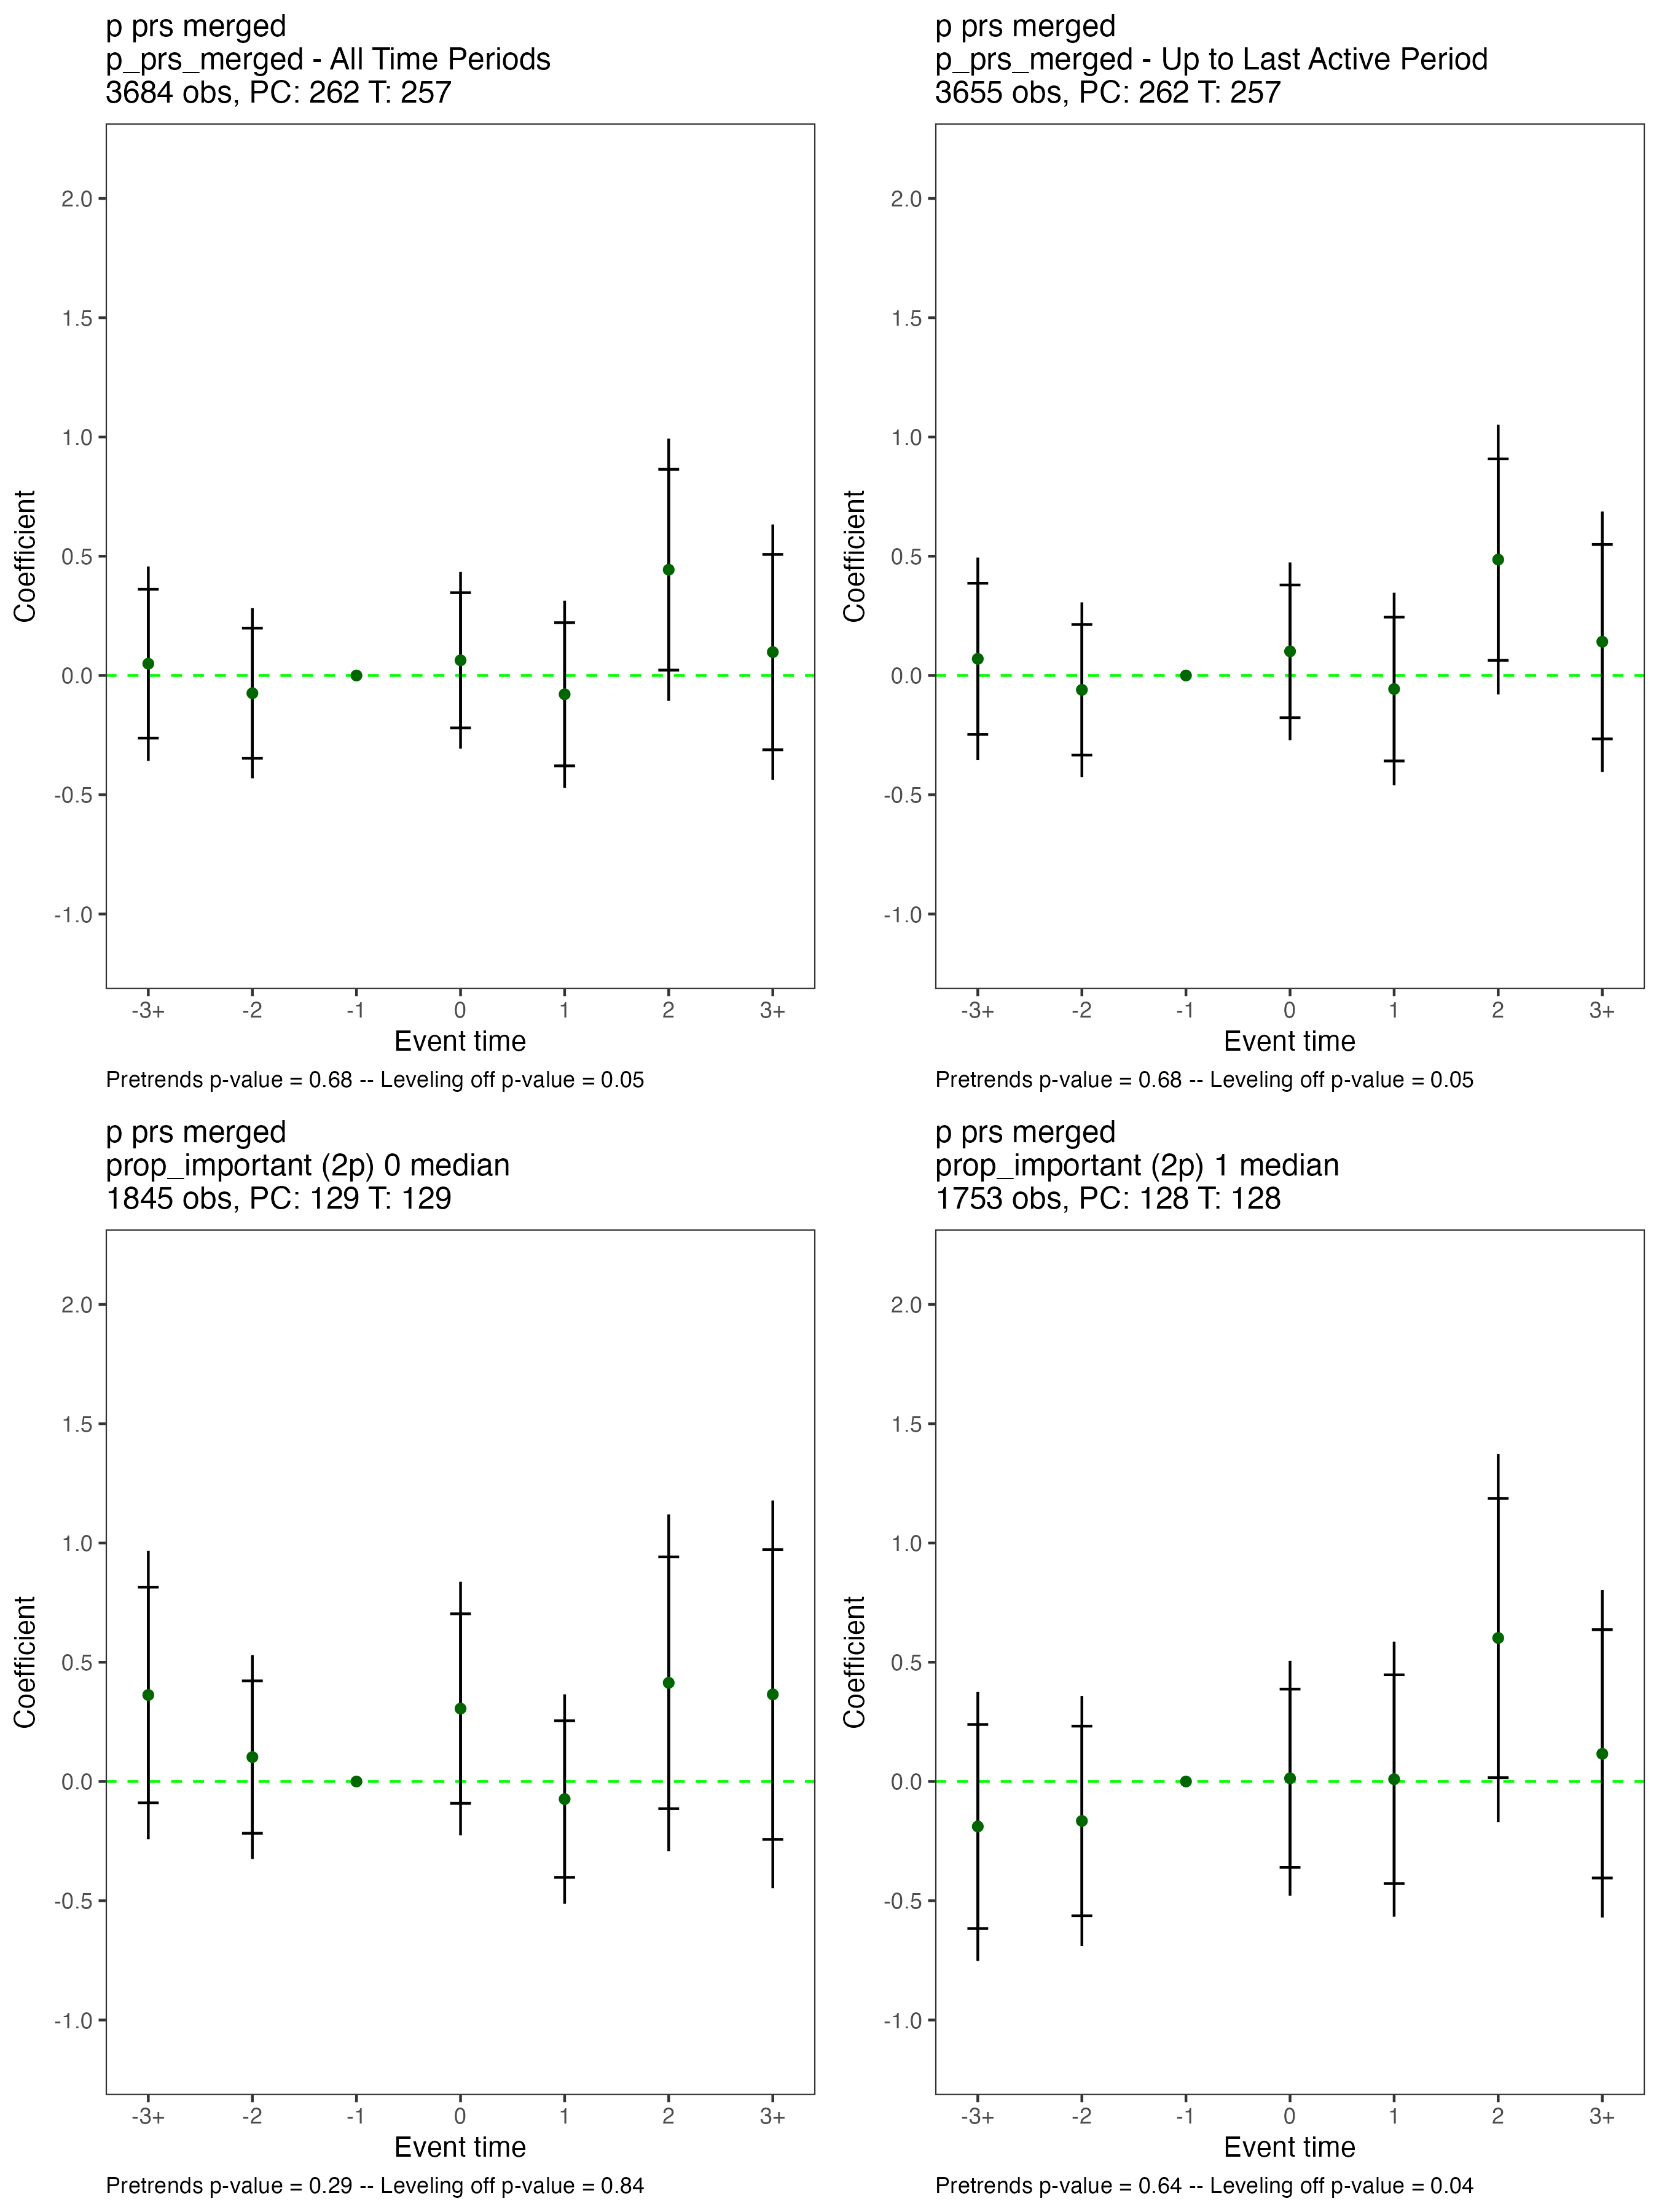 p prs merged
p_prs_merged - All Time Periods
3684 obs, PC: 262 T: 257
2.0
1.5
1.0
0.5
0.0
-0.5
-1.0
Coefficient
-3+ -2 -1 0 1 2 3+
Event time
Pretrends p-value = 0.68 -- Leveling off p-value = 0.05
p prs merged
p_prs_merged - Up to Last Active Period
3655 obs, PC: 262 T: 257
2.0
1.5
1.0
0.5
0.0
-0.5
-1.0
Coefficient
-3+ -2 -1 0 1 2 3+
Event time
Pretrends p-value = 0.68 -- Leveling off p-value = 0.05
p prs merged
prop_important (2p) 0 median
1845 obs, PC: 129 T: 129
2.0
1.5
1.0
0.5
0.0
-0.5
-1.0
Coefficient
-3+ -2 -1 0 1 2 3+
Event time
Pretrends p-value = 0.29 -- Leveling off p-value = 0.84
p prs merged
prop_important (2p) 1 median
1753 obs, PC: 128 T: 128
2.0
1.5
1.0
0.5
0.0
-0.5
-1.0
Coefficient
-3+ -2 -1 0 1 2 3+
Event time
Pretrends p-value = 0.64 -- Leveling off p-value = 0.04